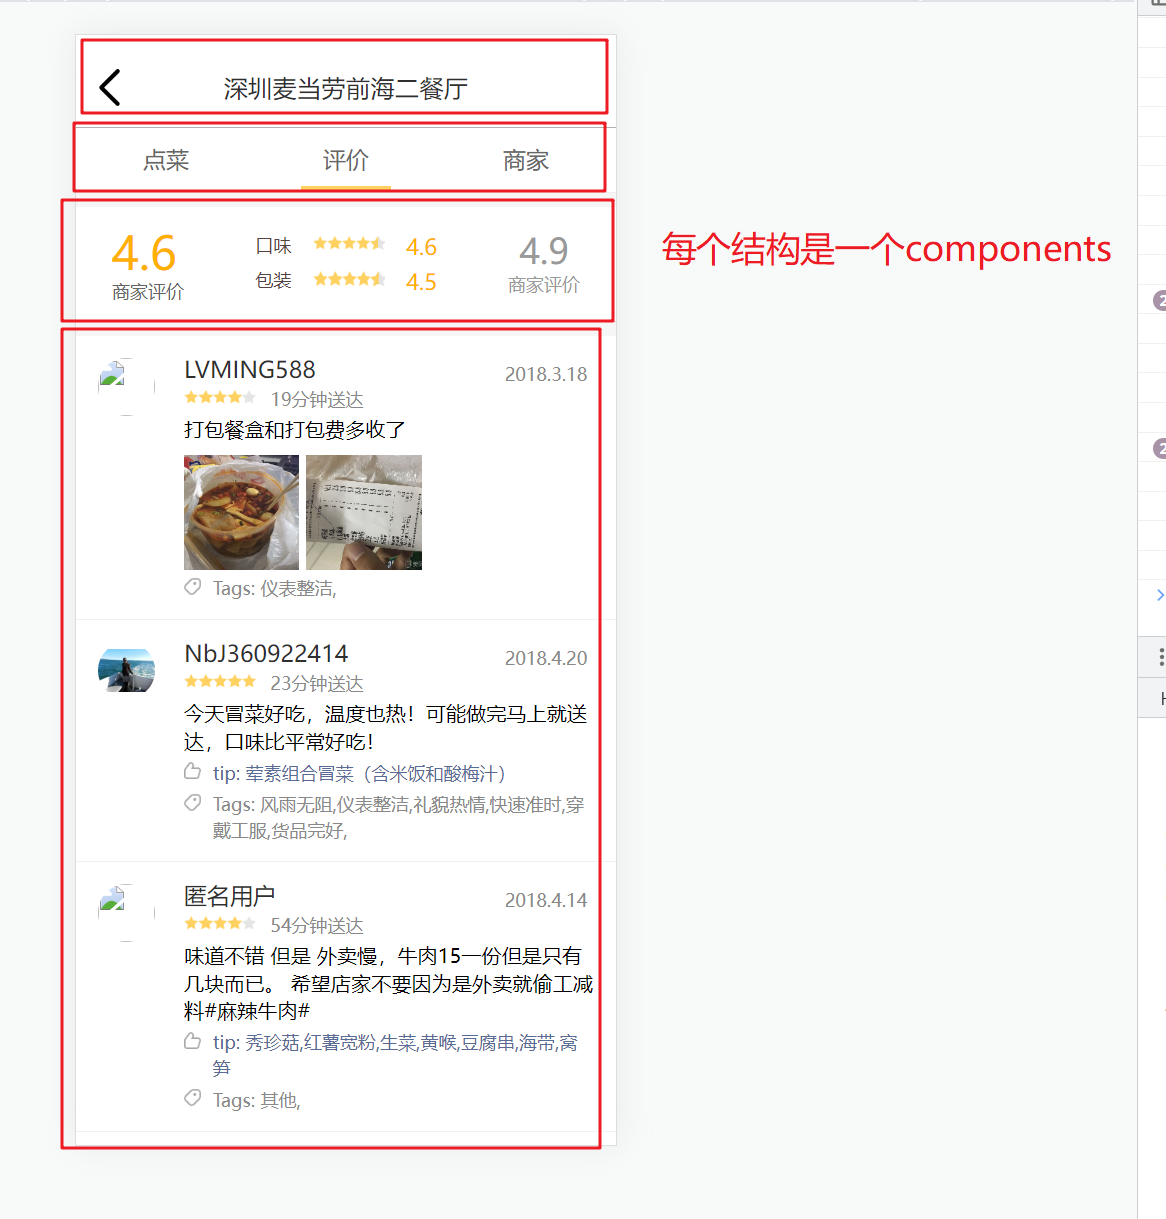 深圳麦当劳前海二餐厅
点菜 评价 商家
4.6 口味 4.6 4.9
商家评价 包装 4.5 商家评价
每个结构是一个components
LVMING588 2018.3.18
19分钟送达
打包餐盒和打包费多收了
Tags: 仪表整洁,
NbJ360922414 2018.4.20
23分钟送达
今天冒菜好吃，温度也热！可能做完马上就送
达，口味比平常好吃！
tip: 荤素组合冒菜（含米饭和酸梅汁）
Tags: 风雨无阻,仪表整洁,礼貌热情,快速准时,穿
戴工服,货品完好,
匿名用户 2018.4.14
54分钟送达
味道不错 但是 外卖慢，牛肉15一份但是只有
几块而已。 希望店家不要因为是外卖就偷工减
料#麻辣牛肉#
tip: 秀珍菇,红薯宽粉,生菜,黄喉,豆腐串,海带,窝
笋
Tags: 其他,